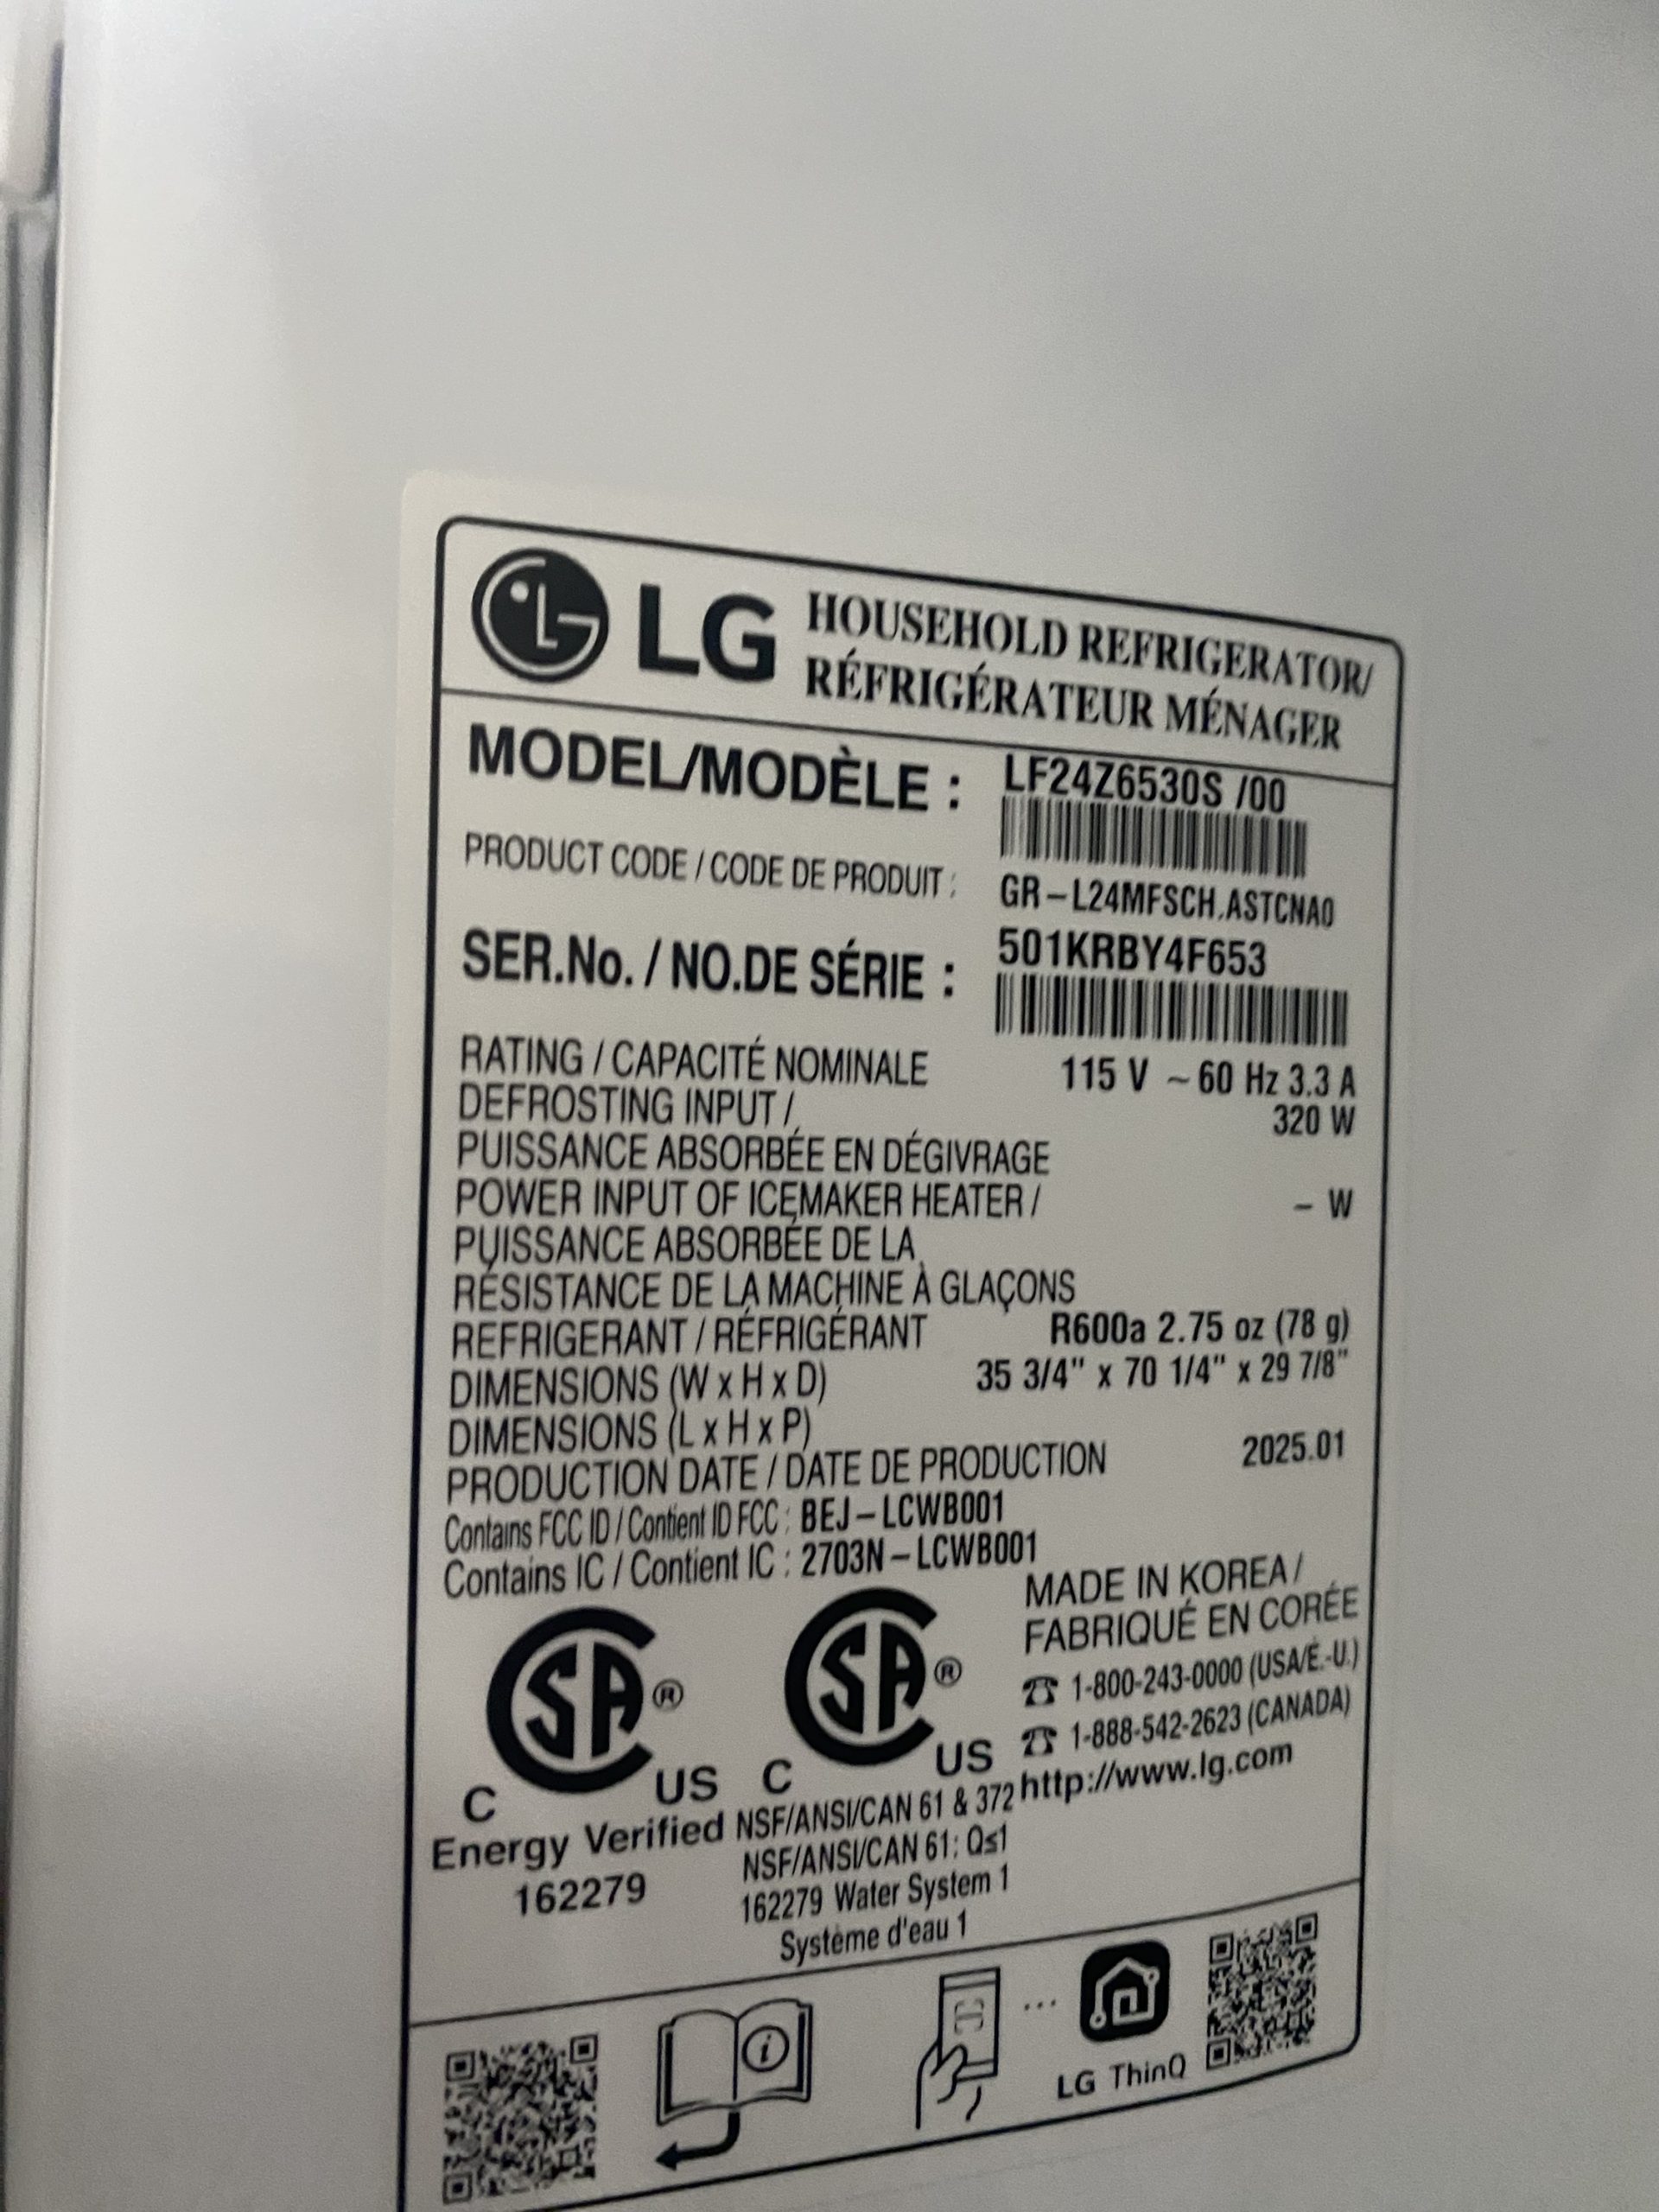 LG HOUSEHOLD REFRIGERATOR/
RÉFRIGÉRATEUR MÉNAGER
MODEL/MODÈLE : LF24Z6530S /00
PRODUCT CODE / CODE DE PRODUIT : GR-L24MFSCH.ASTCNA0
SER.No. / NO.DE SÉRIE : 501KRBY4F653
RATING / CAPACITÉ NOMINALE 115 V ~ 60 Hz 3.3 A
DEFROSTING INPUT / 320 W
PUISSANCE ABSORBÉE EN DÉGIVRAGE
POWER INPUT OF ICEMAKER HEATER / – W
PUISSANCE ABSORBÉE DE LA
RÉSISTANCE DE LA MACHINE À GLAÇONS
REFRIGERANT / RÉFRIGÉRANT R600a 2.75 oz (78 g)
DIMENSIONS (W x H x D) 35 3/4" x 70 1/4" x 29 7/8"
DIMENSIONS (L x H x P)
PRODUCTION DATE / DATE DE PRODUCTION 2025.01
Contains FCC ID / Contient ID FCC : BEJ-LCWB001
Contains IC / Contient IC : 2703N-LCWB001
MADE IN KOREA /
FABRIQUÉ EN CORÉE
☎ 1-800-243-0000 (USA/É.-U.)
☎ 1-888-542-2623 (CANADA)
http://www.lg.com
C SA ® US
Energy Verified
162279
C SA ® US
NSF/ANSI/CAN 61 & 372
NSF/ANSI/CAN 61: Q≤1
162279 Water System 1
Système d'eau 1
i
LG ThinQ